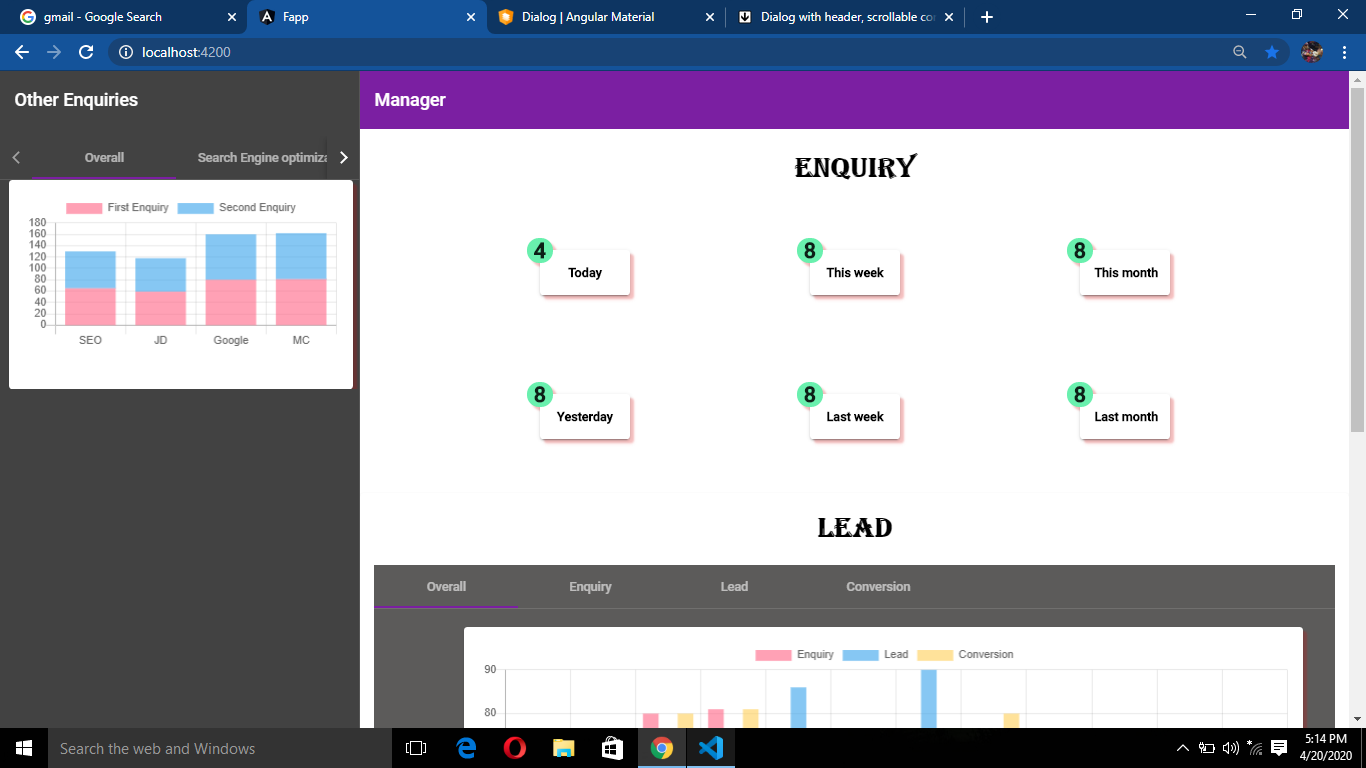 gmail - Google Search
Fapp
Dialog | Angular Material
Dialog with header, scrollable co
localhost:4200
Other Enquiries
Manager
Overall
Search Engine optimiza
First Enquiry
Second Enquiry
180
160
140
120
100
80
60
40
20
0
SEO
JD
Google
MC
ENQUIRY
4
Today
8
This week
8
This month
8
Yesterday
8
Last week
8
Last month
LEAD
Overall
Enquiry
Lead
Conversion
Enquiry
Lead
Conversion
90
80
Search the web and Windows
5:14 PM
4/20/2020